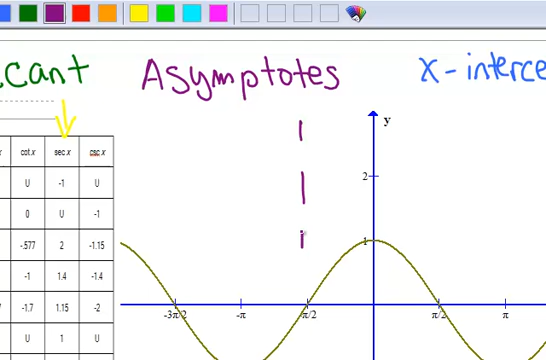 cant Asymptotes x-interce
y
x cot x sec x csc x
U -1 U
0 U -1
-.577 2 -1.15
-1 1.4 -1.4
-1.7 1.15 -2
U 1 U
2
1
-3π/2 -π -π/2 π/2 π